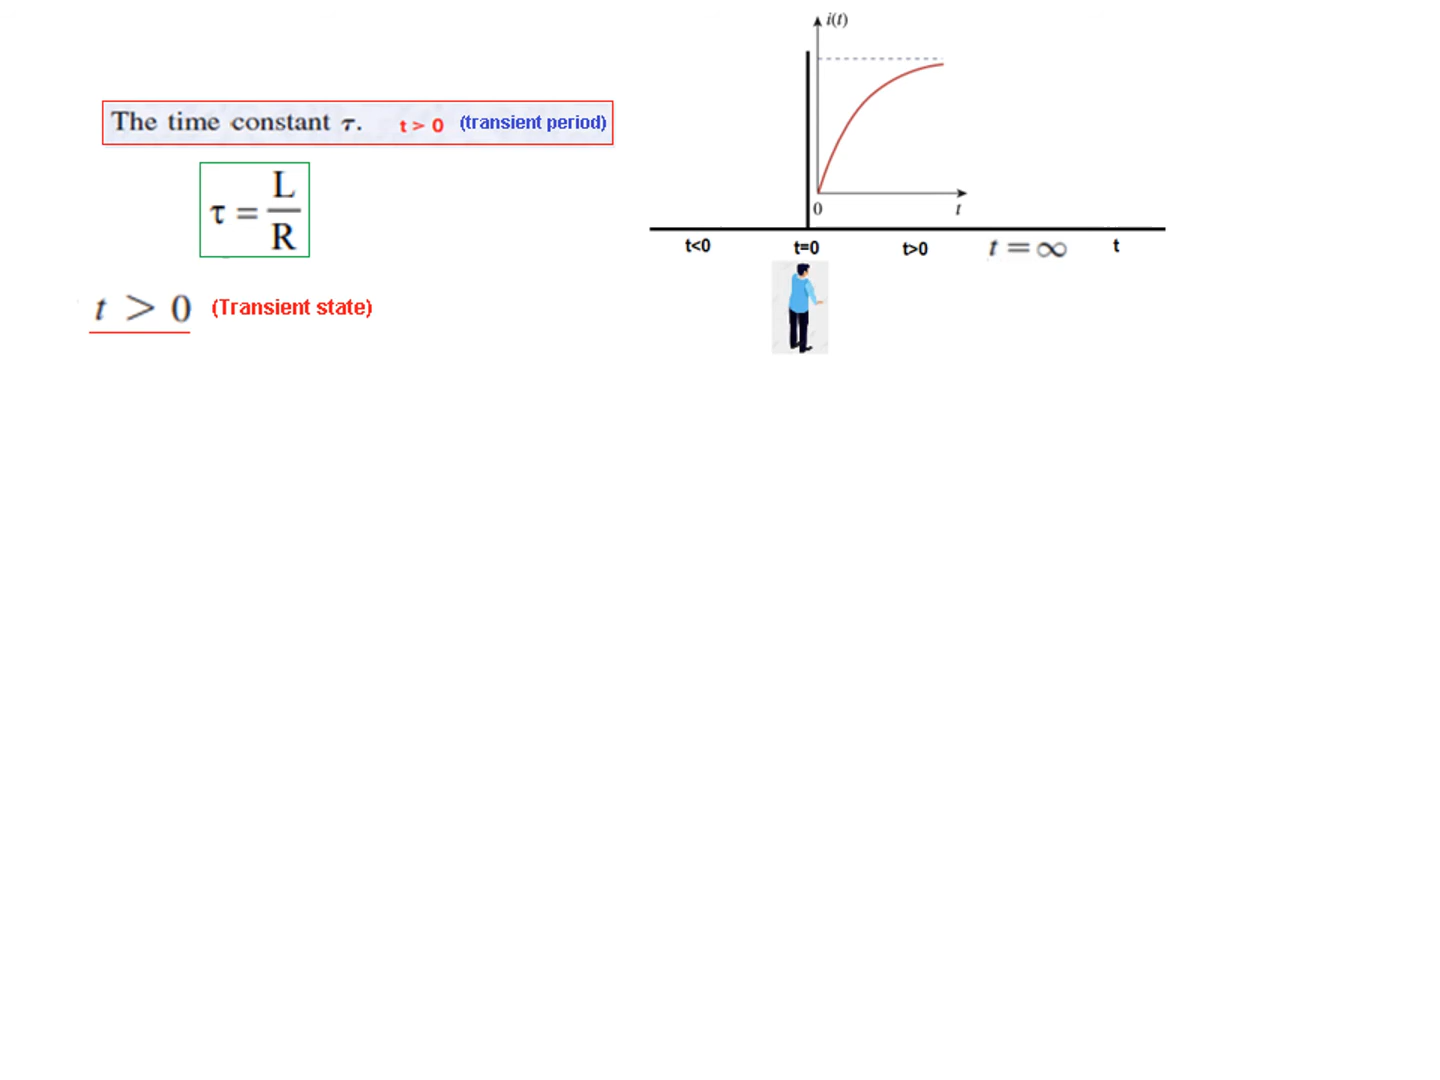 The time constant τ. t > 0 (transient period)
τ = L/R
t > 0 (Transient state)
i(t)
0
t
t<0 t=0 t>0 t = ∞ t